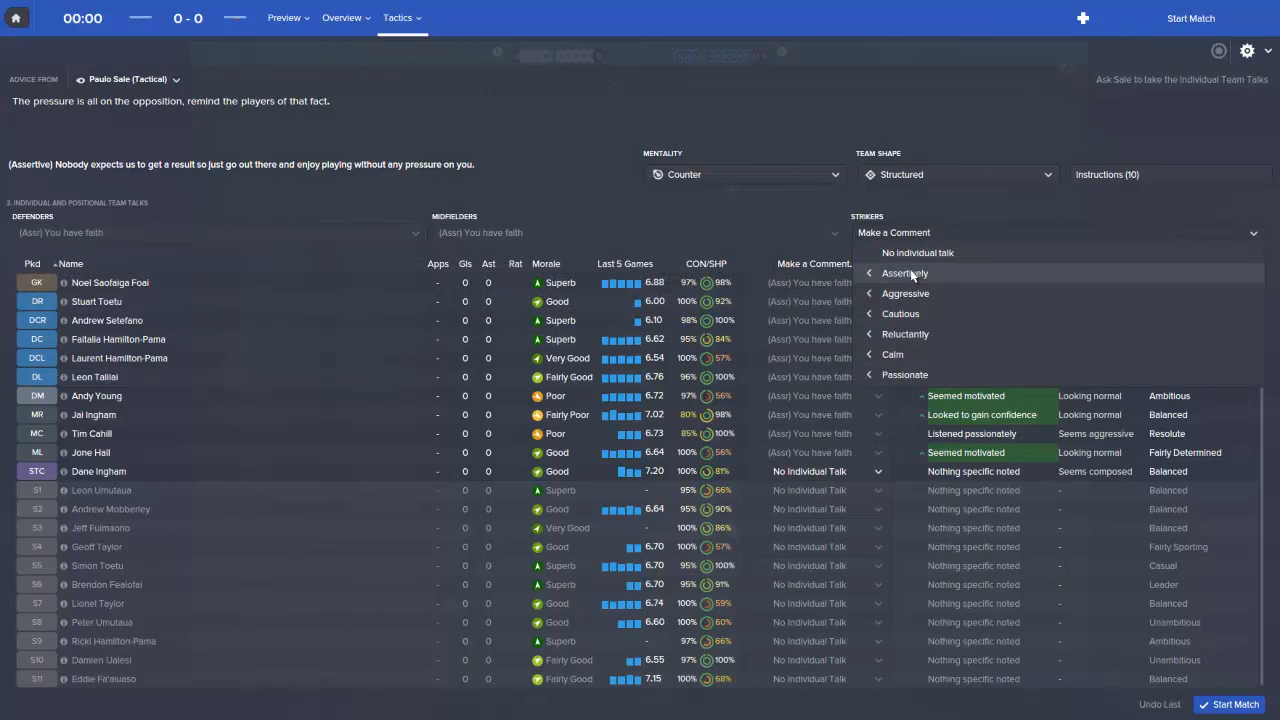 00:00 0 - 0 Preview Overview Tactics Start Match
ADVICE FROM Paulo Sale (Tactical) Ask Sale to take the Individual Team Talks
The pressure is all on the opposition, remind the players of that fact.
MENTALITY TEAM SHAPE
(Assertive) Nobody expects us to get a result so just go out there and enjoy playing without any pressure on you.
Counter Structured Instructions (10)
2. INDIVIDUAL AND POSITIONAL TEAM TALKS
DEFENDERS MIDFIELDERS STRIKERS
(Assr) You have faith (Assr) You have faith Make a Comment
No individual talk
Pkd Name Apps Gls Ast Rat Morale Last 5 Games CON/SHP Make a Comment.
Assertively
GK Noel Saofaiga Foai - 0 0 Superb 6.88 97% 98% (Assr) You have faith
Aggressive
DR Stuart Toetu - 0 0 Good 6.00 100% 92% (Assr) You have faith
Cautious
DCR Andrew Setefano - 0 0 Superb 6.10 98% 100% (Assr) You have faith
Reluctantly
DC Faitalia Hamilton-Pama - 0 0 Superb 6.62 95% 84% (Assr) You have faith
Calm
DCL Laurent Hamilton-Pama - 0 0 Very Good 6.54 100% 57% (Assr) You have faith
Passionate
DL Leon Talilai - 0 0 Fairly Good 6.76 96% 100% (Assr) You have faith
DM Andy Young - 0 0 Poor 6.72 97% 56% (Assr) You have faith Seemed motivated Looking normal Ambitious
MR Jai Ingham - 0 0 Fairly Poor 7.02 80% 98% (Assr) You have faith Looked to gain confidence Looking normal Balanced
MC Tim Cahill - 0 0 Poor 6.73 85% 100% (Assr) You have faith Listened passionately Seems aggressive Resolute
ML Jone Hall - 0 0 Good 6.64 100% 56% (Assr) You have faith Seemed motivated Looking normal Fairly Determined
STC Dane Ingham - 0 0 Good 7.20 100% 81% No Individual Talk Nothing specific noted Seems composed Balanced
S1 Leon Umutaua - 0 0 Superb - 95% 66% No Individual Talk Nothing specific noted - Balanced
S2 Andrew Mobberley - 0 0 Good 6.64 95% 90% No Individual Talk Nothing specific noted - Balanced
S3 Jeff Fuimaono - 0 0 Very Good - 100% 86% No Individual Talk Nothing specific noted - Balanced
S4 Geoff Taylor - 0 0 Good 6.70 100% 57% No Individual Talk Nothing specific noted - Fairly Sporting
S5 Simon Toetu - 0 0 Superb 6.70 95% 100% No Individual Talk Nothing specific noted - Casual
S6 Brendon Fealofai - 0 0 Superb 6.70 95% 91% No Individual Talk Nothing specific noted - Leader
S7 Lionel Taylor - 0 0 Good 6.74 100% 59% No Individual Talk Nothing specific noted - Balanced
S8 Peter Umutaua - 0 0 Good 6.60 100% 60% No Individual Talk Nothing specific noted - Unambitious
S9 Ricki Hamilton-Pama - 0 0 Superb - 97% 66% No Individual Talk Nothing specific noted - Ambitious
S10 Damien Ualesi - 0 0 Fairly Good 6.55 97% 100% No Individual Talk Nothing specific noted - Unambitious
S11 Eddie Fa'aiuaso - 0 0 Fairly Good 7.15 100% 68% No Individual Talk Nothing specific noted - Balanced
Undo Last Start Match